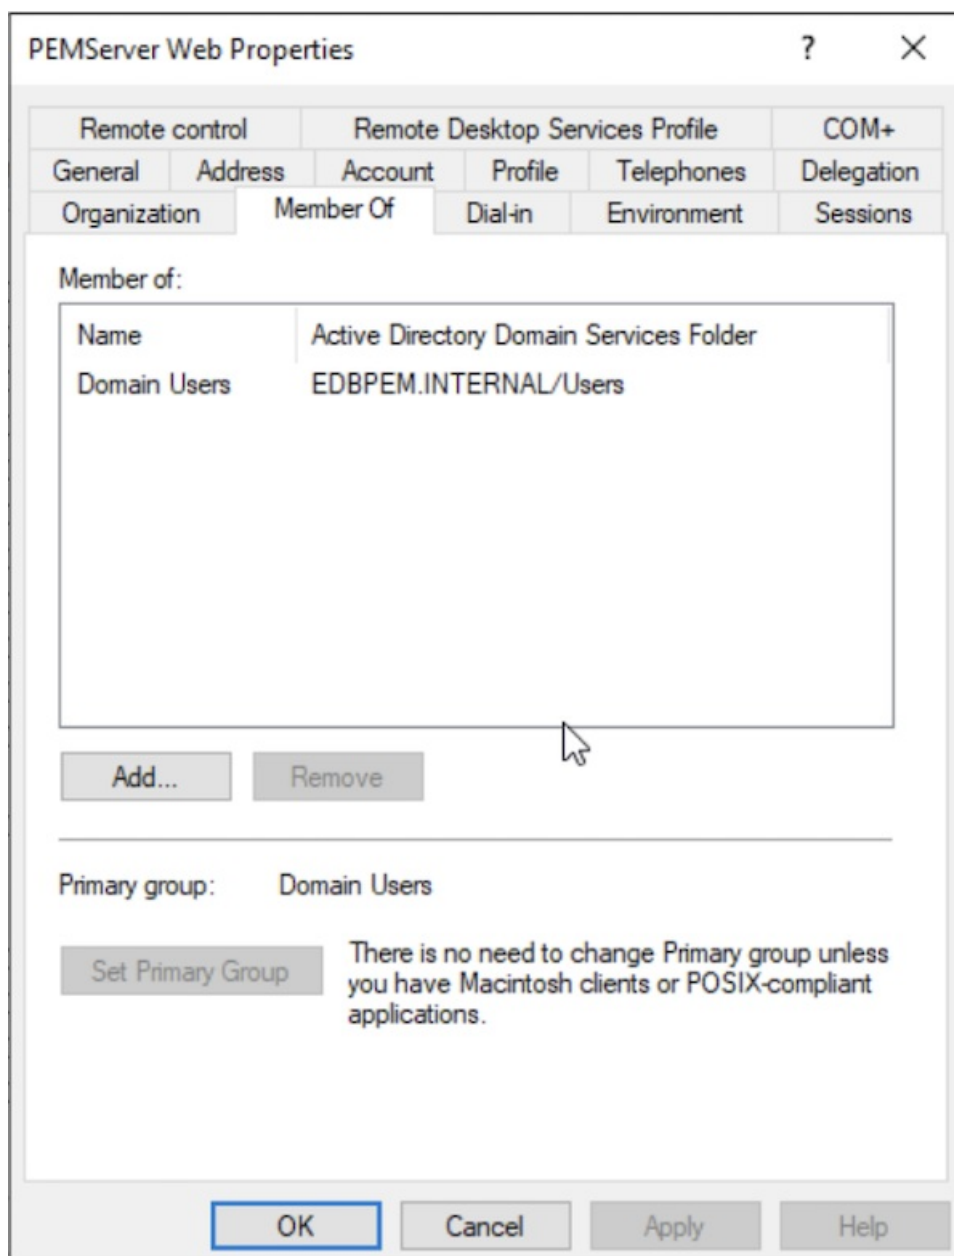 PEMServer Web Properties
Remote control Remote Desktop Services Profile COM+
General Address Account Profile Telephones Delegation
Organization Member Of Dial-in Environment Sessions
Member of:
Name Active Directory Domain Services Folder
Domain Users EDBPEM.INTERNAL/Users
Add... Remove
Primary group: Domain Users
Set Primary Group
There is no need to change Primary group unless
you have Macintosh clients or POSIX-compliant
applications.
OK Cancel Apply Help